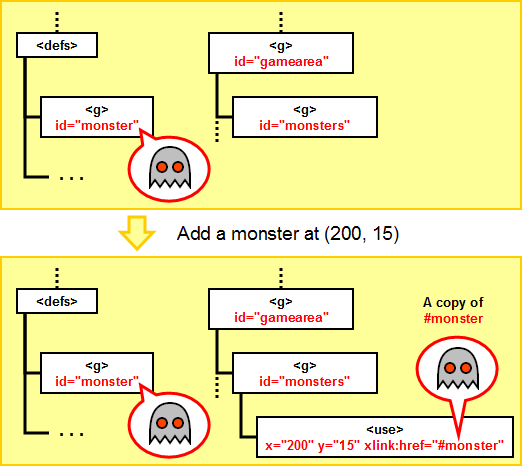 <defs>
<g>
id="gamearea"
<g>
id="monster"
<g>
id="monsters"
...
Add a monster at (200, 15)
<defs>
<g>
id="gamearea"
A copy of
#monster
<g>
id="monster"
<g>
id="monsters"
<use>
x="200" y="15" xlink:href="#monster"
...